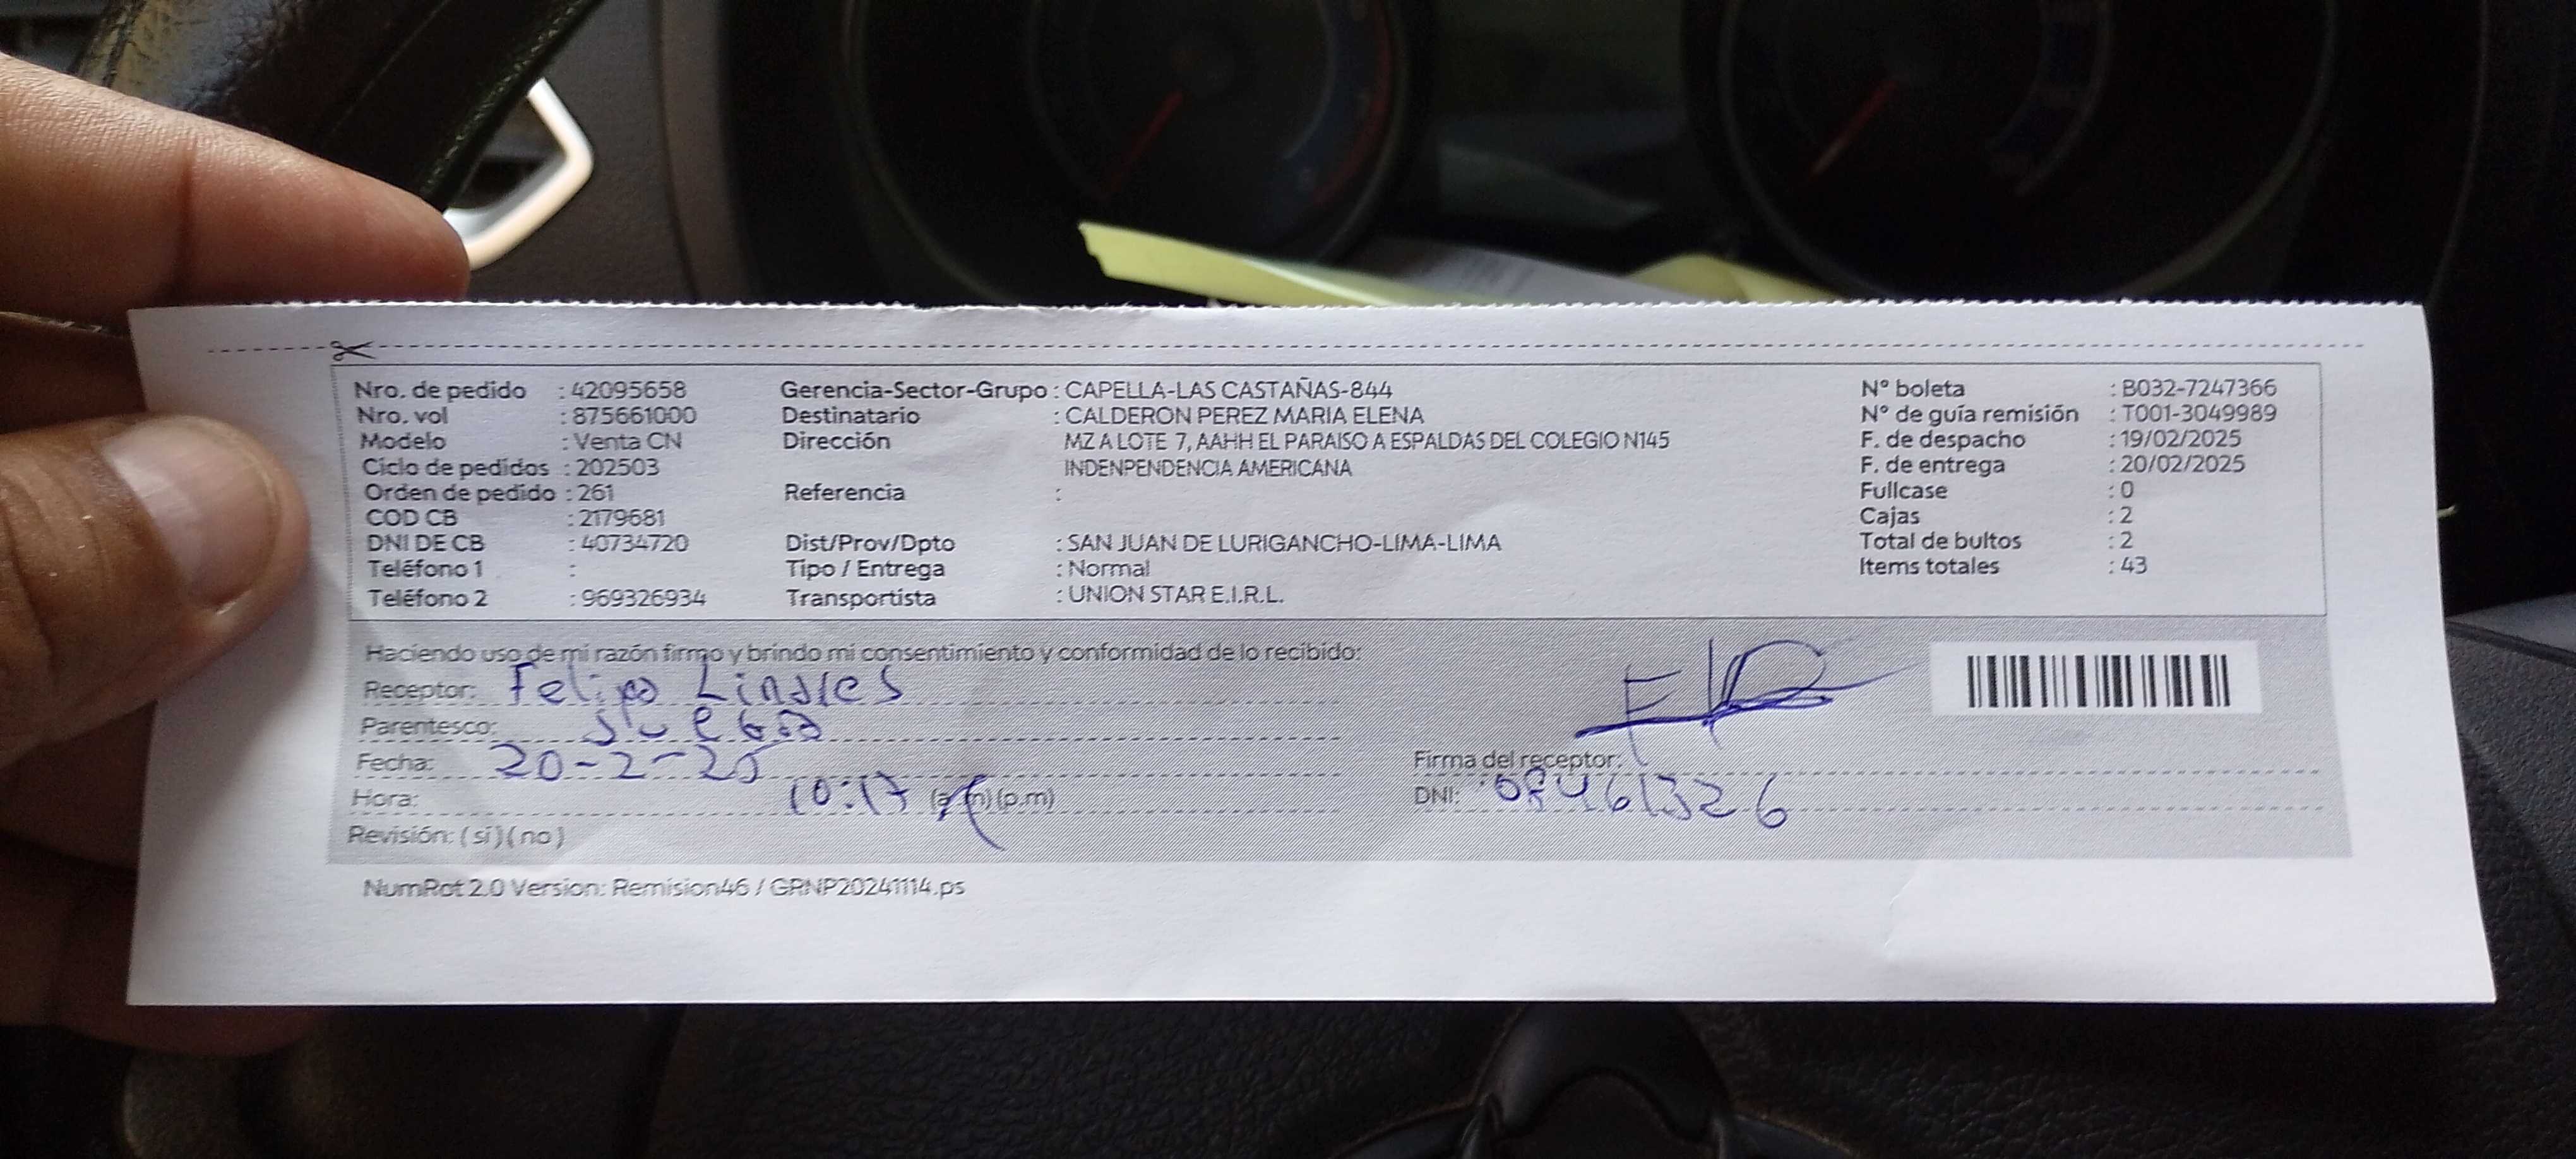 Nro. de pedido : 42095658
Nro. vol : 875661000
Modelo : Venta CN
Ciclo de pedidos : 202503
Orden de pedido : 261
COD CB : 2179681
DNI DE CB : 40734720
Teléfono 1 :
Teléfono 2 : 969326934
Gerencia-Sector-Grupo : CAPELLA-LAS CASTAÑAS-844
Destinatario : CALDERON PEREZ MARIA ELENA
Dirección MZ A LOTE 7, AAHH EL PARAISO A ESPALDAS DEL COLEGIO N145
INDENPENDENCIA AMERICANA
Referencia :
Dist/Prov/Dpto : SAN JUAN DE LURIGANCHO-LIMA-LIMA
Tipo / Entrega : Normal
Transportista : UNION STAR E.I.R.L.
N° boleta : B032-7247366
N° de guía remisión : T001-3049989
F. de despacho : 19/02/2025
F. de entrega : 20/02/2025
Fullcase : 0
Cajas : 2
Total de bultos : 2
Items totales : 43
Haciendo uso de mi razón firmo y brindo mi consentimiento y conformidad de lo recibido:
Receptor: Felipo Linares
Parentesco:
Fecha: 20-2-25
Hora: 10:17 (a.m)(p.m)
Revisión: (sí)(no)
Firma del receptor:
DNI:
NumRot 2.0 Version: Remision46 / GRNP20241114.ps